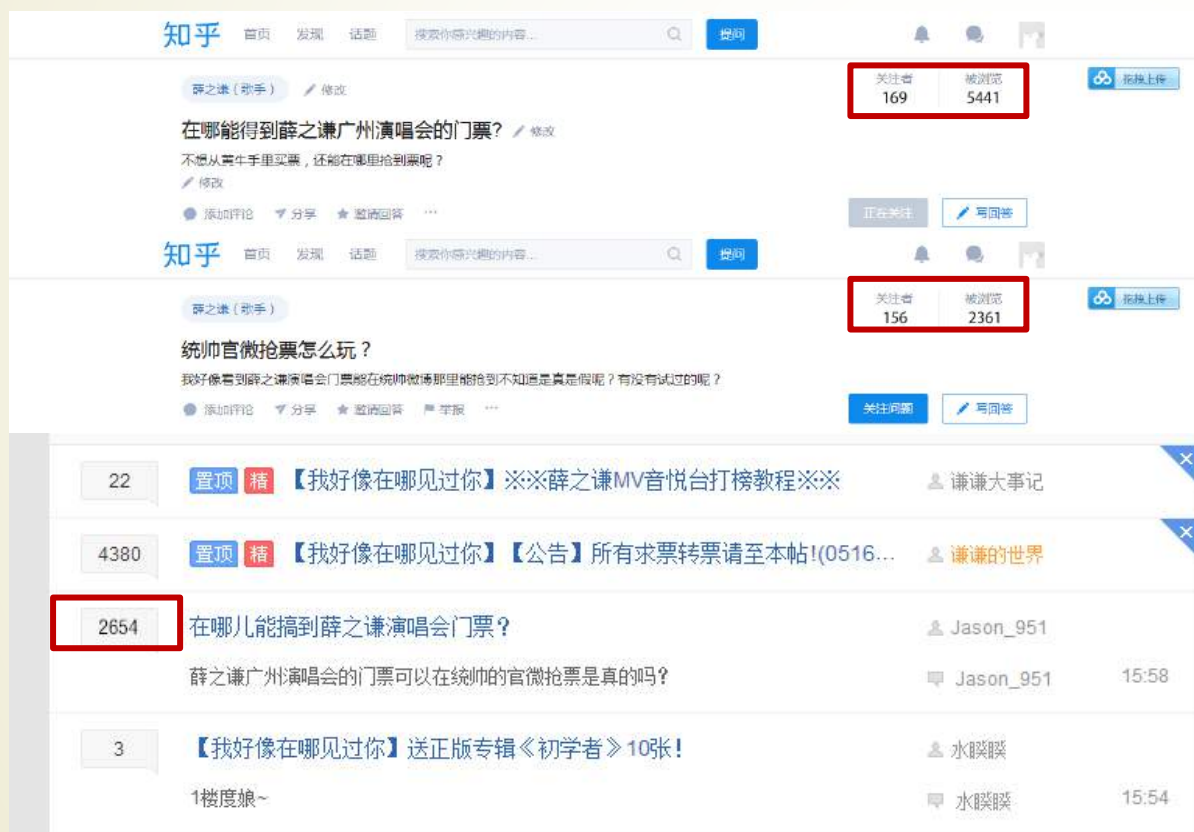 知乎 首页 发现 话题 搜索你感兴趣的内容... 提问
薛之谦（歌手） 修改
关注者 被浏览
169 5441
拖拽上传
在哪能得到薛之谦广州演唱会的门票? 修改
不想从黄牛手里买票，还能在哪里抢到票呢？
修改
添加评论 分享 邀请回答 ...
正在关注 写回答
知乎 首页 发现 话题 搜索你感兴趣的内容... 提问
薛之谦（歌手）
关注者 被浏览
156 2361
拖拽上传
统帅官微抢票怎么玩？
我好像看到薛之谦演唱会门票能在统帅微博那里能抢到不知道是真是假呢？有没有试过的呢？
添加评论 分享 邀请回答 举报 ...
关注问题 写回答
22 置顶 精 【我好像在哪见过你】※※薛之谦MV音悦台打榜教程※※ 谦谦大事记
4380 置顶 精 【我好像在哪见过你】【公告】所有求票转票请至本帖!(0516... 谦谦的世界
2654 在哪儿能搞到薛之谦演唱会门票? Jason_951
薛之谦广州演唱会的门票可以在统帅的官微抢票是真的吗? Jason_951 15:58
3 【我好像在哪见过你】送正版专辑《初学者》10张! 水暌暌
1楼度娘~ 水暌暌 15:54